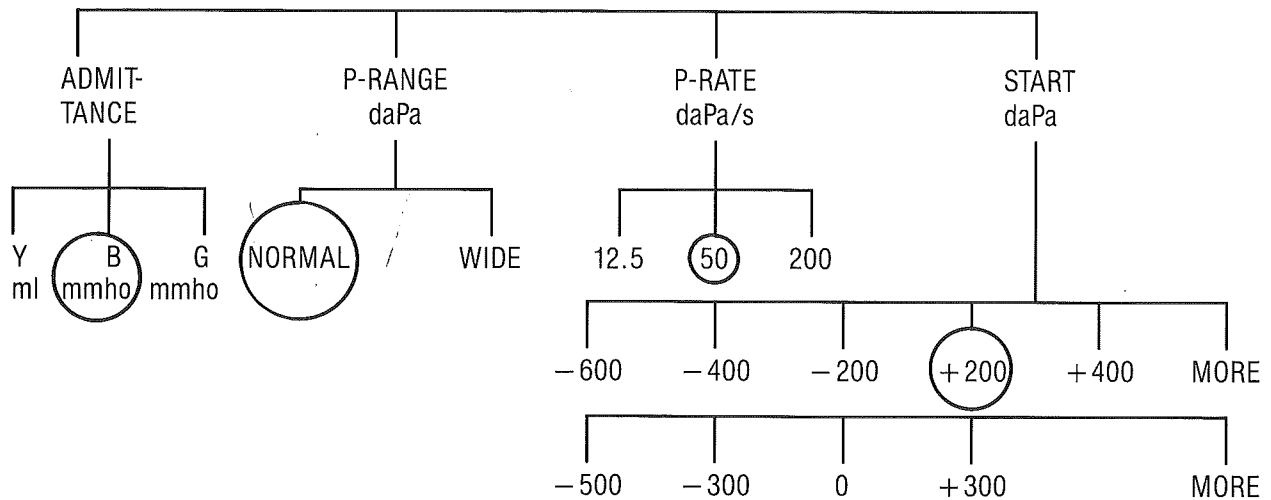 ADMIT- P-RANGE P-RATE START
TANCE daPa daPa/s daPa
Y B G NORMAL WIDE 12.5 50 200
ml mmho mmho
−600 −400 −200 +200 +400 MORE
−500 −300 0 +300 MORE